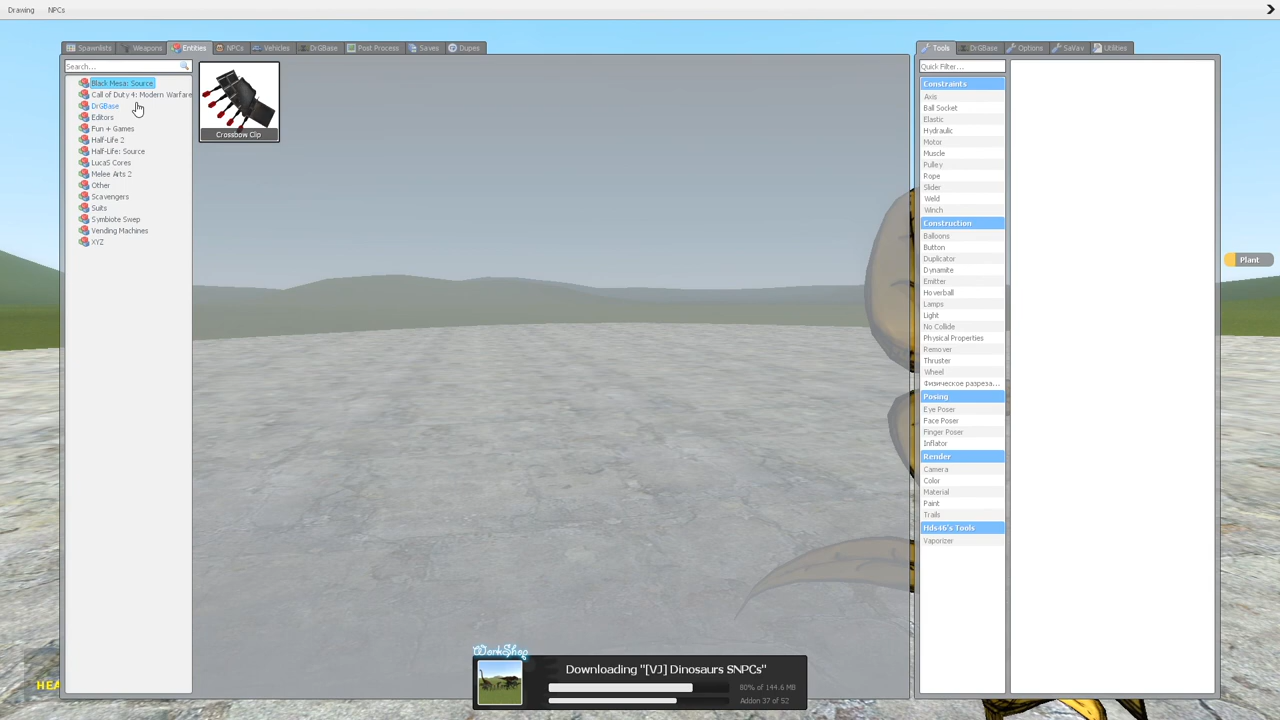 Drawing NPCs
Spawnlists Weapons Entities NPCs Vehicles DrGBase Post Process Saves Dupes
Search...
Black Mesa: Source
Call of Duty 4: Modern Warfare
DrGBase
Editors
Fun + Games
Half-Life 2
Half-Life: Source
LucaS Cores
Melee Arts 2
Other
Scavengers
Suits
Symbiote Swep
Vending Machines
XYZ
Crossbow Clip
Tools DrGBase Options SaVav Utilities
Quick Filter...
Constraints
Axis
Ball Socket
Elastic
Hydraulic
Motor
Muscle
Pulley
Rope
Slider
Weld
Winch
Construction
Balloons
Button
Duplicator
Dynamite
Emitter
Hoverball
Lamps
Light
No Collide
Physical Properties
Remover
Thruster
Wheel
Физическое разреза...
Posing
Eye Poser
Face Poser
Finger Poser
Inflator
Render
Camera
Color
Material
Paint
Trails
Hds46's Tools
Vaporizer
Plant
WorkShop
Downloading "[VJ] Dinosaurs SNPCs"
80% of 144.6 MB
Addon 37 of 52